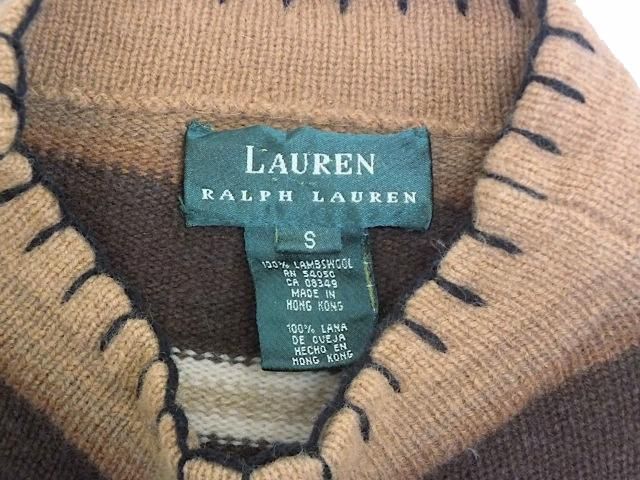 LAUREN
RALPH LAUREN
S
100% LAMBSWOOL
RN 54050
CA 08349
MADE IN
HONG KONG
100% LANA
DE OVEJA
HECHO EN
HONG KONG